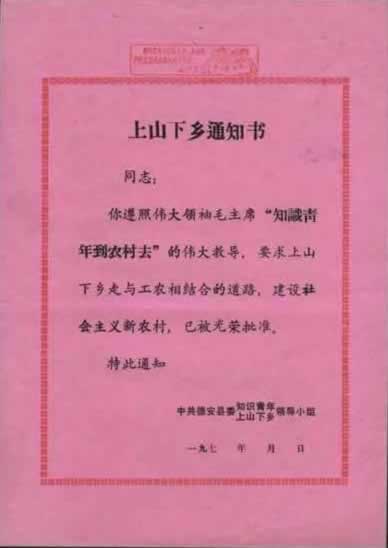 上山下乡通知书
同志：
你遵照伟大领袖毛主席“知識青
年到农村去”的伟大教导，要求上山
下乡走与工农相结合的道路，建设社
会主义新农村，已被光荣批准。
特此通知
中共德安县委知识青年上山下乡领导小组
一九七 年 月 日